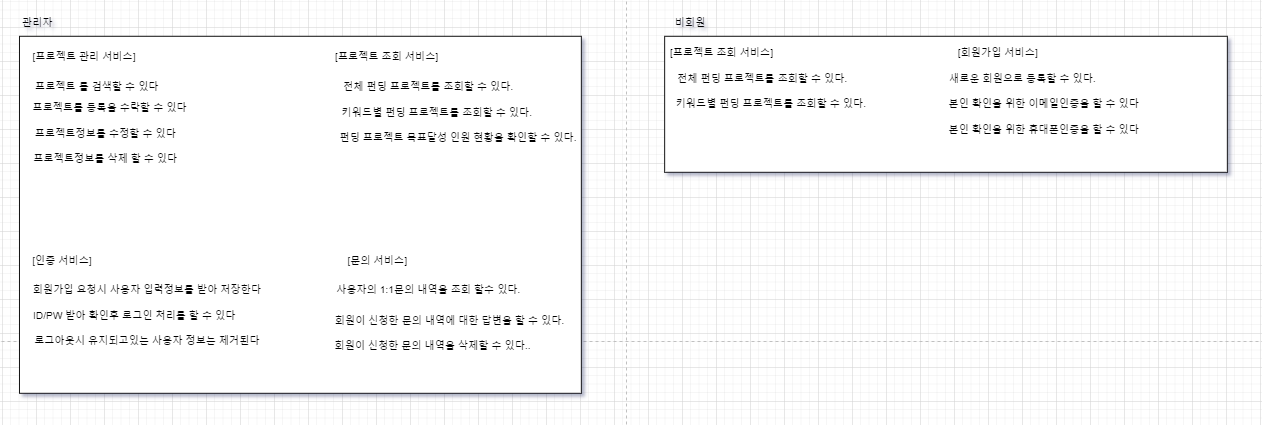 관리자
[프로젝트 관리 서비스]
프로젝트 를 검색할 수 있다
프로젝트를 등록을 수락할 수 있다
프로젝트정보를 수정할 수 있다
프로젝트정보를 삭제 할 수 있다
[프로젝트 조회 서비스]
전체 펀딩 프로젝트를 조회할 수 있다.
키워드별 펀딩 프로젝트를 조회할 수 있다.
펀딩 프로젝트 목표달성 인원 현황을 확인할 수 있다.
[인증 서비스]
회원가입 요청시 사용자 입력정보를 받아 저장한다
ID/PW 받아 확인후 로그인 처리를 할 수 있다
로그아웃시 유지되고있는 사용자 정보는 제거된다
[문의 서비스]
사용자의 1:1문의 내역을 조회 할수 있다.
회원이 신청한 문의 내역에 대한 답변을 할 수 있다.
회원이 신청한 문의 내역을 삭제할 수 있다..
비회원
[프로젝트 조회 서비스]
전체 펀딩 프로젝트를 조회할 수 있다.
키워드별 펀딩 프로젝트를 조회할 수 있다.
[회원가입 서비스]
새로운 회원으로 등록할 수 있다.
본인 확인을 위한 이메일인증을 할 수 있다
본인 확인을 위한 휴대폰인증을 할 수 있다